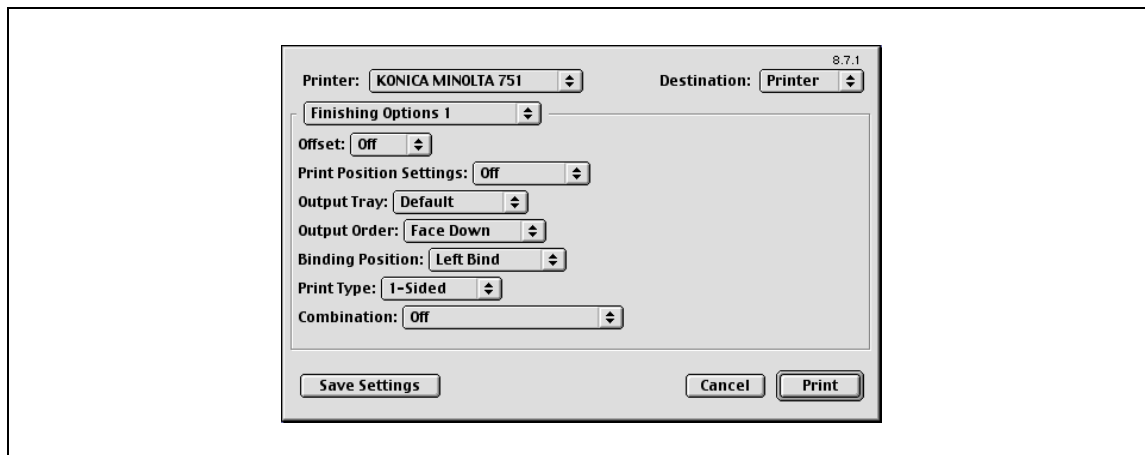 8.7.1
Printer: KONICA MINOLTA 751 Destination: Printer
Finishing Options 1
Offset: Off
Print Position Settings: Off
Output Tray: Default
Output Order: Face Down
Binding Position: Left Bind
Print Type: 1-Sided
Combination: Off
Save Settings Cancel Print